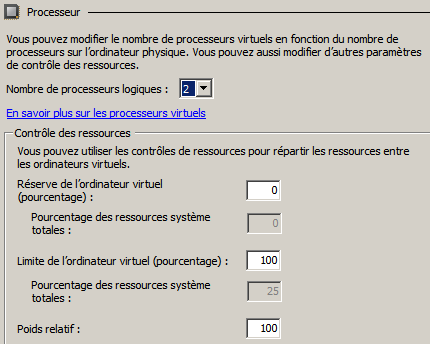 Processeur
Vous pouvez modifier le nombre de processeurs virtuels en fonction du nombre de
processeurs sur l'ordinateur physique. Vous pouvez aussi modifier d'autres paramètres
de contrôle des ressources.
Nombre de processeurs logiques : 2
En savoir plus sur les processeurs virtuels
Contrôle des ressources
Vous pouvez utiliser les contrôles de ressources pour répartir les ressources entre
les ordinateurs virtuels.
Réserve de l'ordinateur virtuel
(pourcentage) : 0
Pourcentage des ressources système
totales : 0
Limite de l'ordinateur virtuel (pourcentage) : 100
Pourcentage des ressources système
totales : 25
Poids relatif : 100